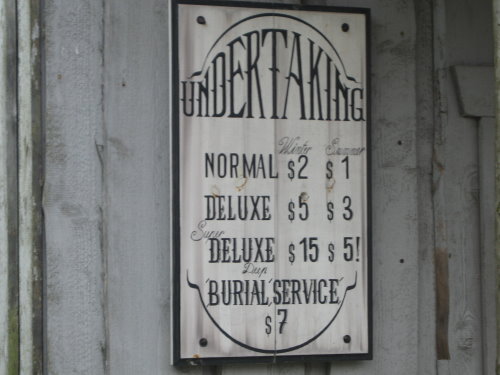 UNDERTAKING
Winter Summer
NORMAL $2 $1
DELUXE $5 $3
Super
DELUXE $15 $5!
Deep
"BURIAL SERVICE"
$7